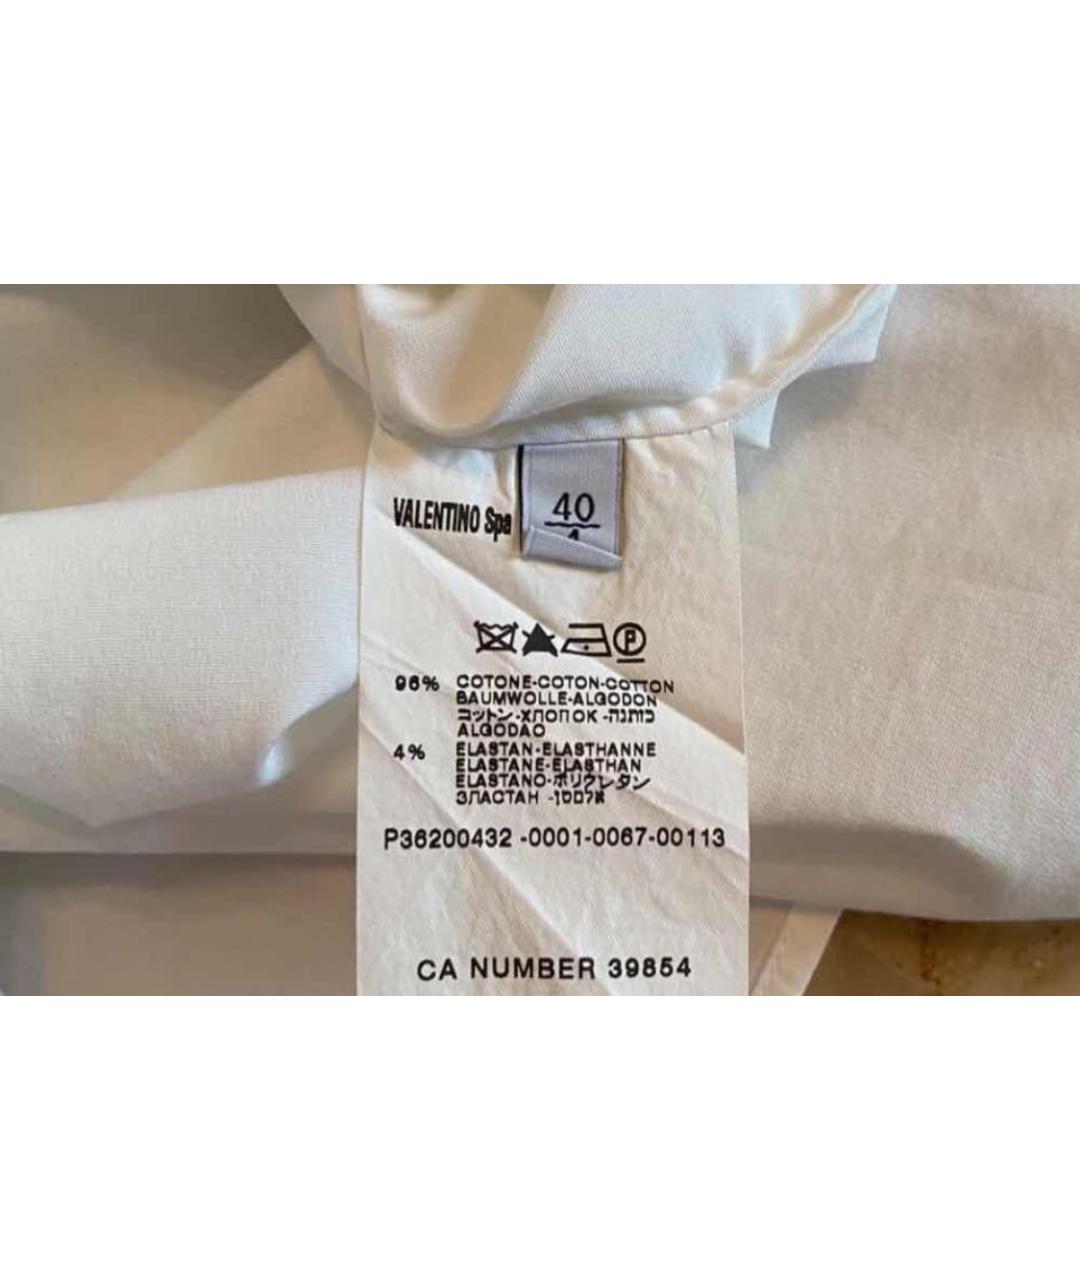 VALENTINO Spa
40
P
96% COTONE-COTON-COTTON
BAUMWOLLE-ALGODON
コットン-ХЛОПОК -כותנה
ALGODAO
4% ELASTAN-ELASTHANNE
ELASTANE-ELASTHAN
ELASTANO-ポリウレタン
ЭЛАСТАН -אלסטן
P36200432 -0001-0067-00113
CA NUMBER 39854